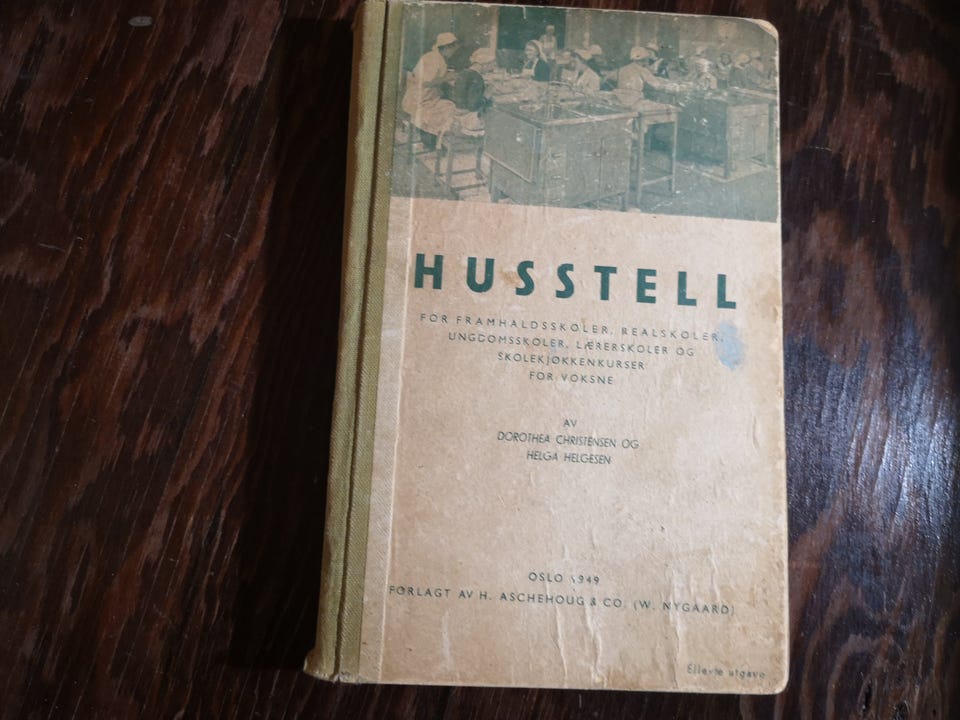 HUSSTELL
FOR FRAMHALDSSKOLER, REALSKOLER,
UNGDOMSSKOLER, LÆRERSKOLER OG
SKOLEKJØKKENKURSER
FOR VOKSNE
AV
DOROTHEA CHRISTENSEN OG
HELGA HELGESEN
OSLO 1949
FORLAGT AV H. ASCHEHOUG & CO. (W. NYGAARD)
Ellevte utgave